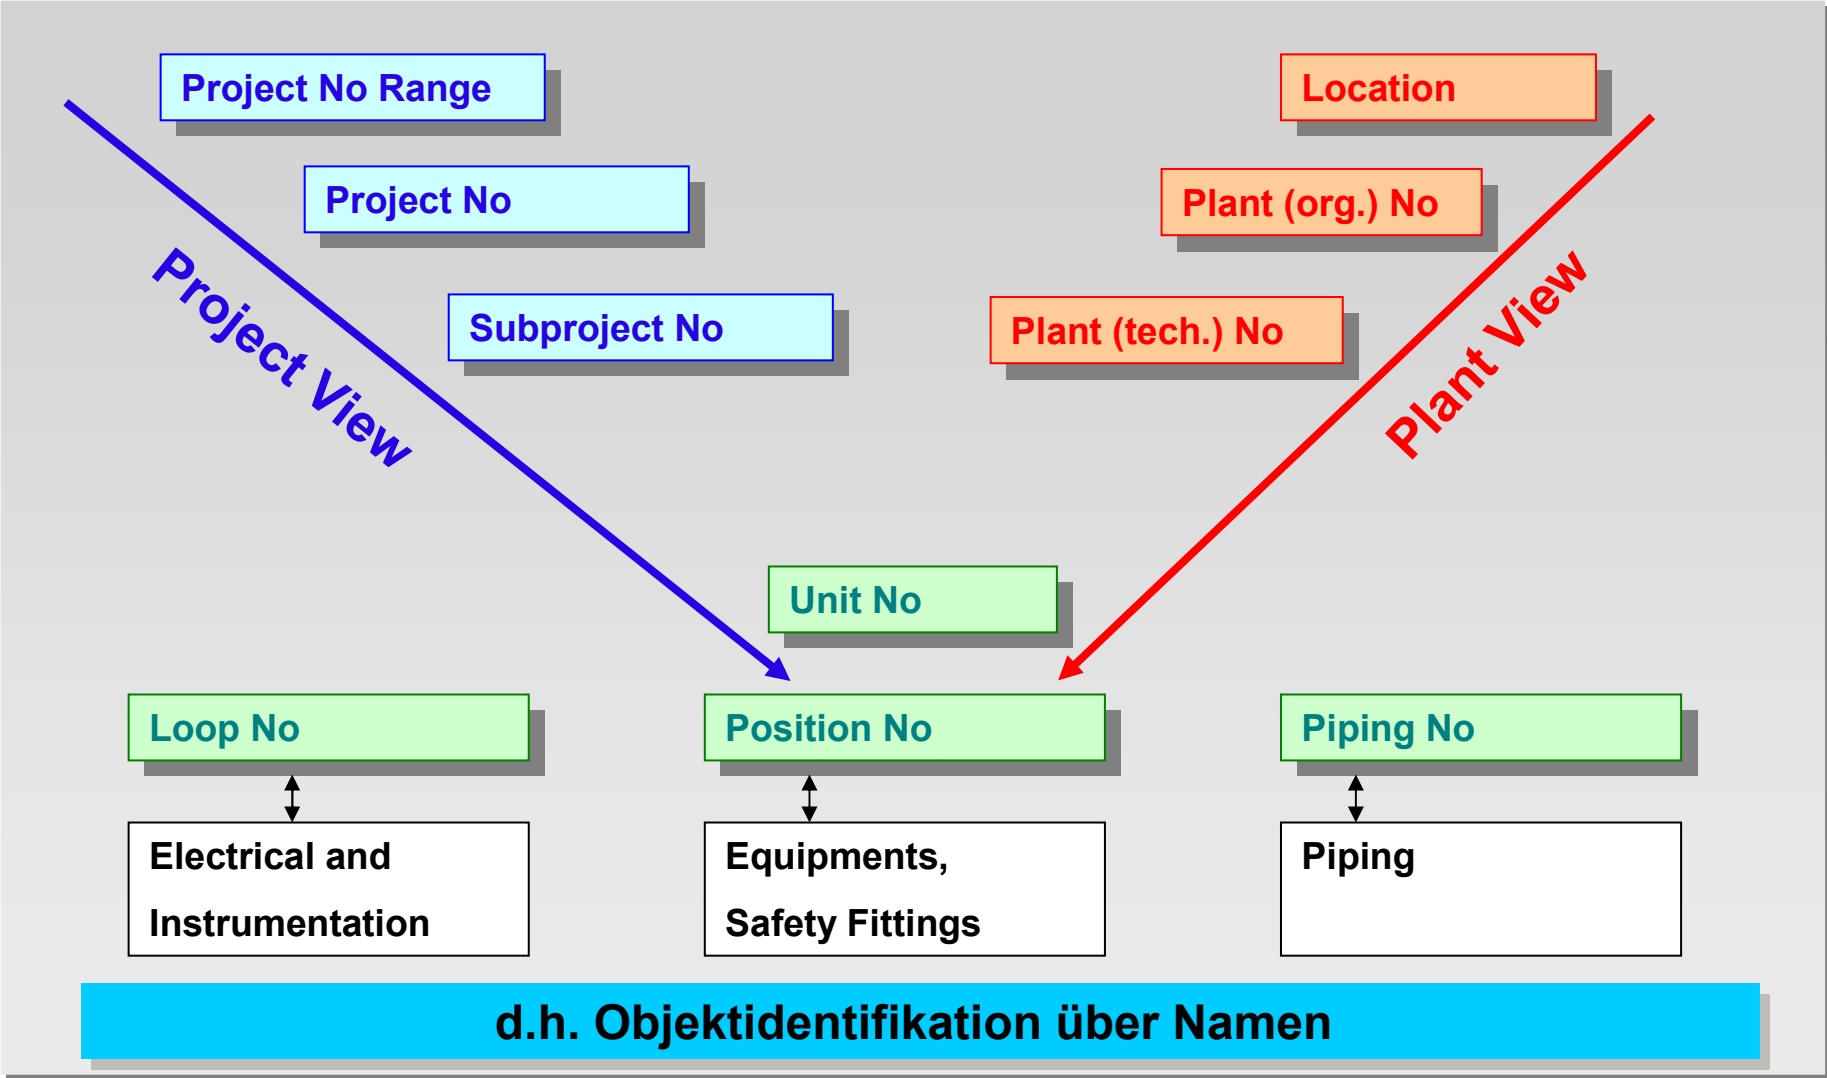 Project No Range
Location
Project No
Plant (org.) No
Subproject No
Plant (tech.) No
Project View
Plant View
Unit No
Loop No
Position No
Piping No
Electrical and
Instrumentation
Equipments,
Safety Fittings
Piping
d.h. Objektidentifikation über Namen